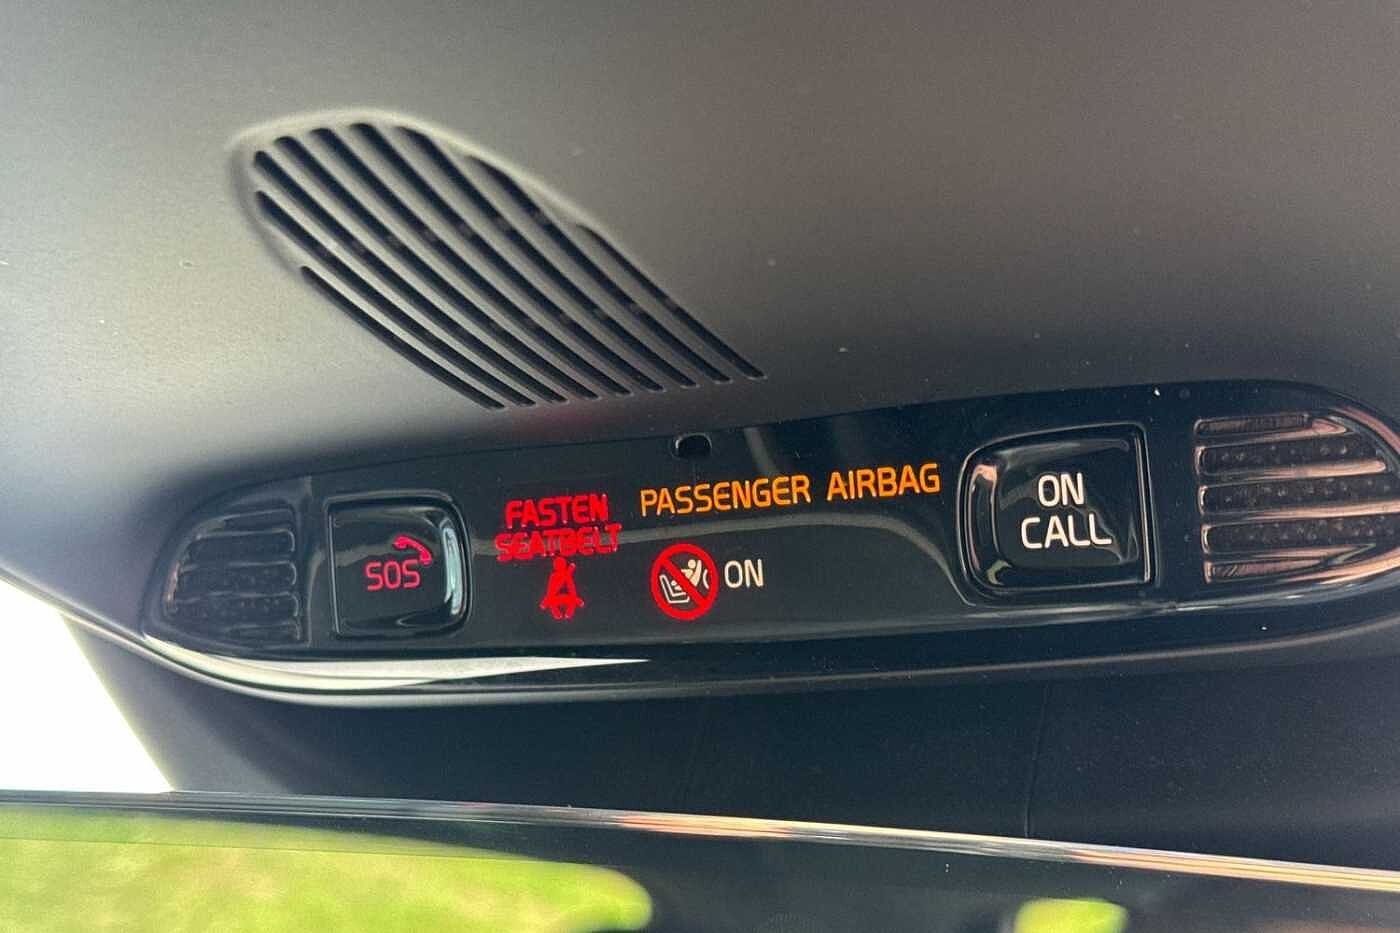 SOS
FASTEN
SEATBELT
PASSENGER AIRBAG
ON
ON
CALL